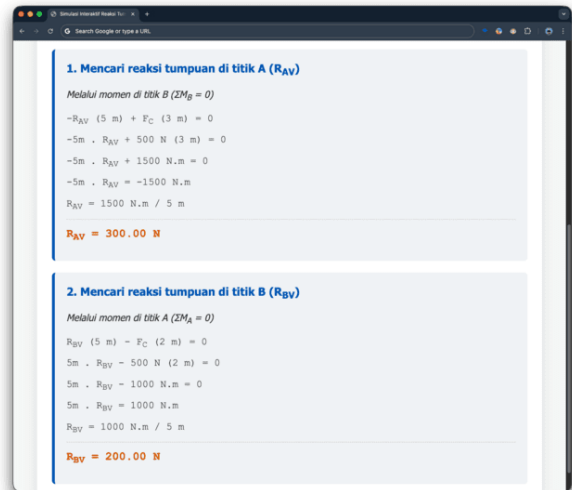 Simulasi Interaktif Reaksi
Search Google or type a URL
1. Mencari reaksi tumpuan di titik A (RAV)
Melalui momen di titik B (ΣMB = 0)
-RAV (5 m) + FC (3 m) = 0
-5m . RAV + 500 N (3 m) = 0
-5m . RAV + 1500 N.m = 0
-5m . RAV = -1500 N.m
RAV = 1500 N.m / 5 m
RAV = 300.00 N
2. Mencari reaksi tumpuan di titik B (RBV)
Melalui momen di titik A (ΣMA = 0)
RBV (5 m) - FC (2 m) = 0
5m . RBV - 500 N (2 m) = 0
5m . RBV - 1000 N.m = 0
5m . RBV = 1000 N.m
RBV = 1000 N.m / 5 m
RBV = 200.00 N